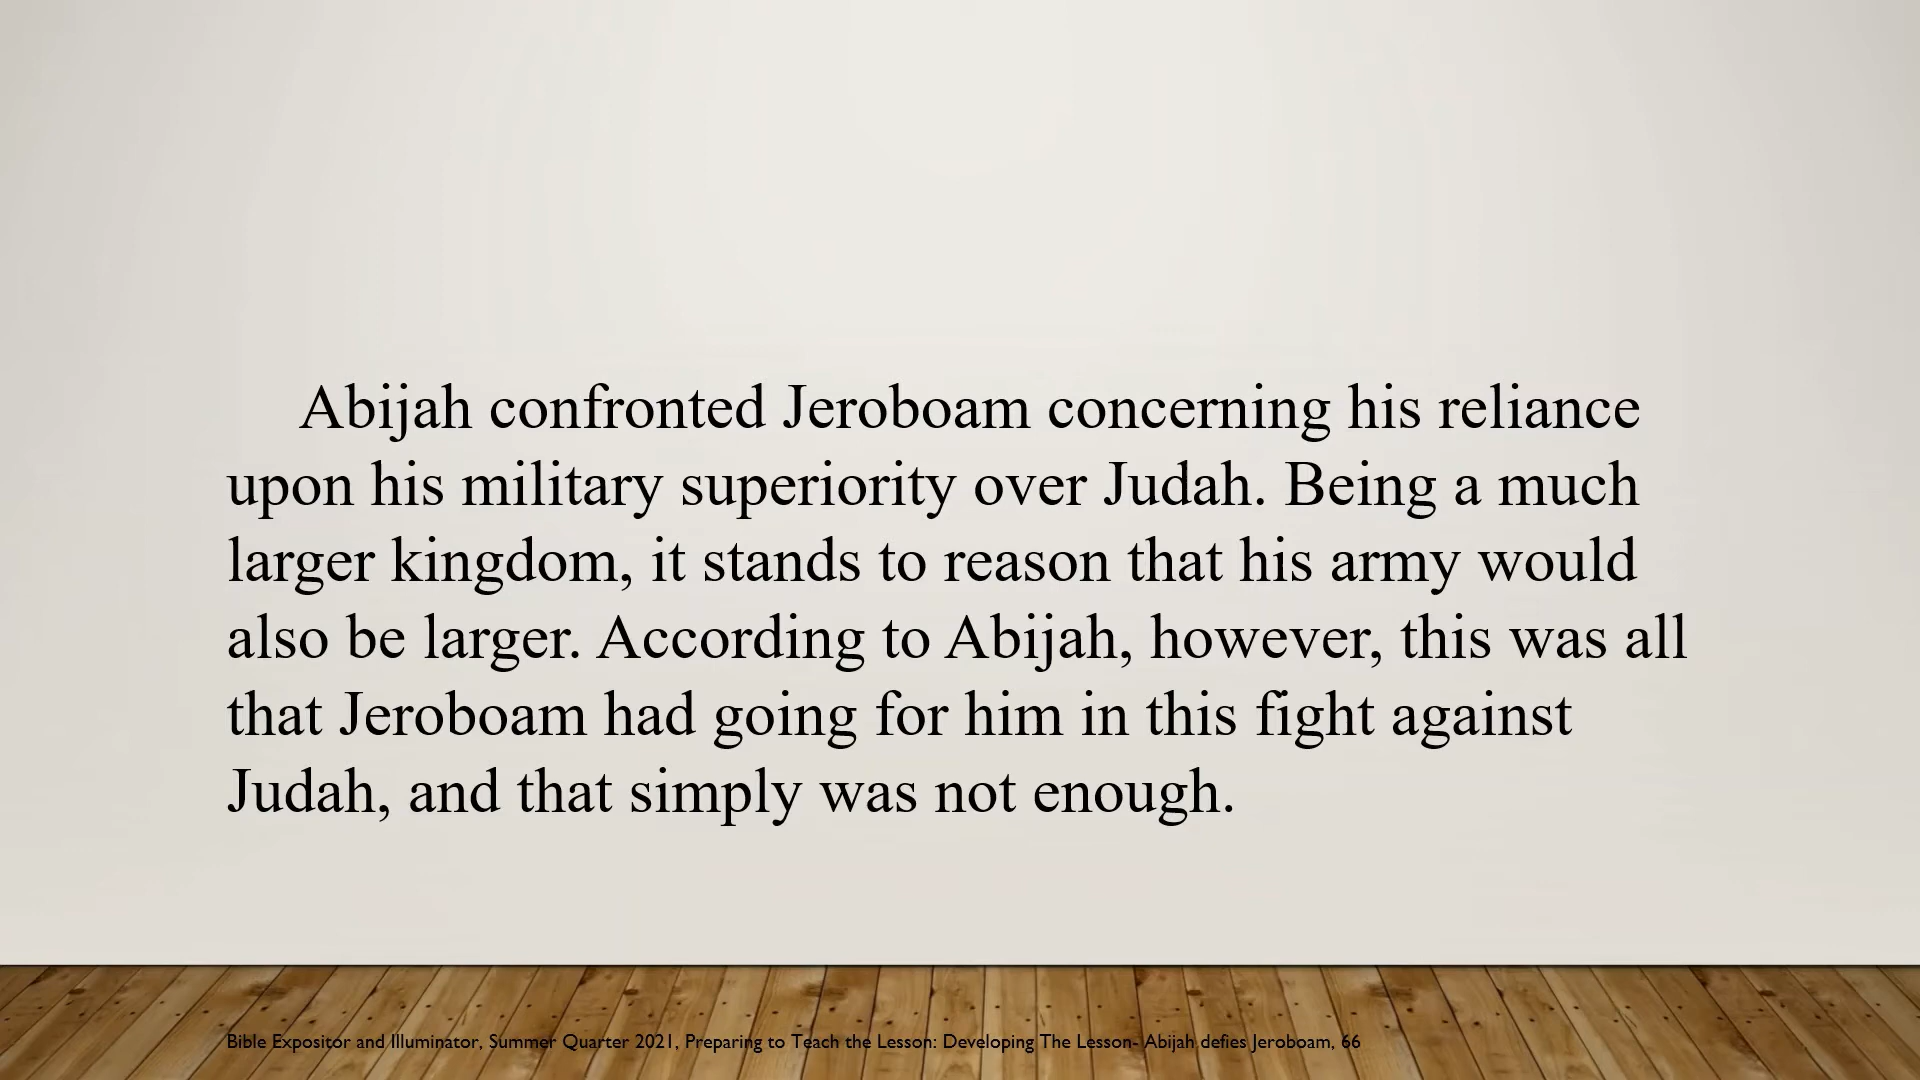 Abijah confronted Jeroboam concerning his reliance
upon his military superiority over Judah. Being a much
larger kingdom, it stands to reason that his army would
also be larger. According to Abijah, however, this was all
that Jeroboam had going for him in this fight against
Judah, and that simply was not enough.
Bible Expositor and Illuminator, Summer Quarter 2021, Preparing to Teach the Lesson: Developing The Lesson- Abijah defies Jeroboam, 66